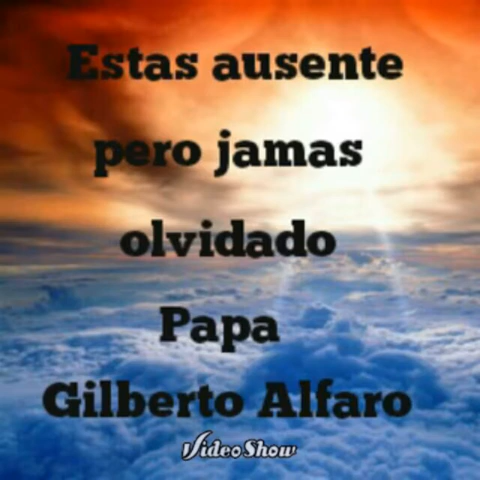 Estas ausente
pero jamas
olvidado
Papa
Gilberto Alfaro
VideoShow